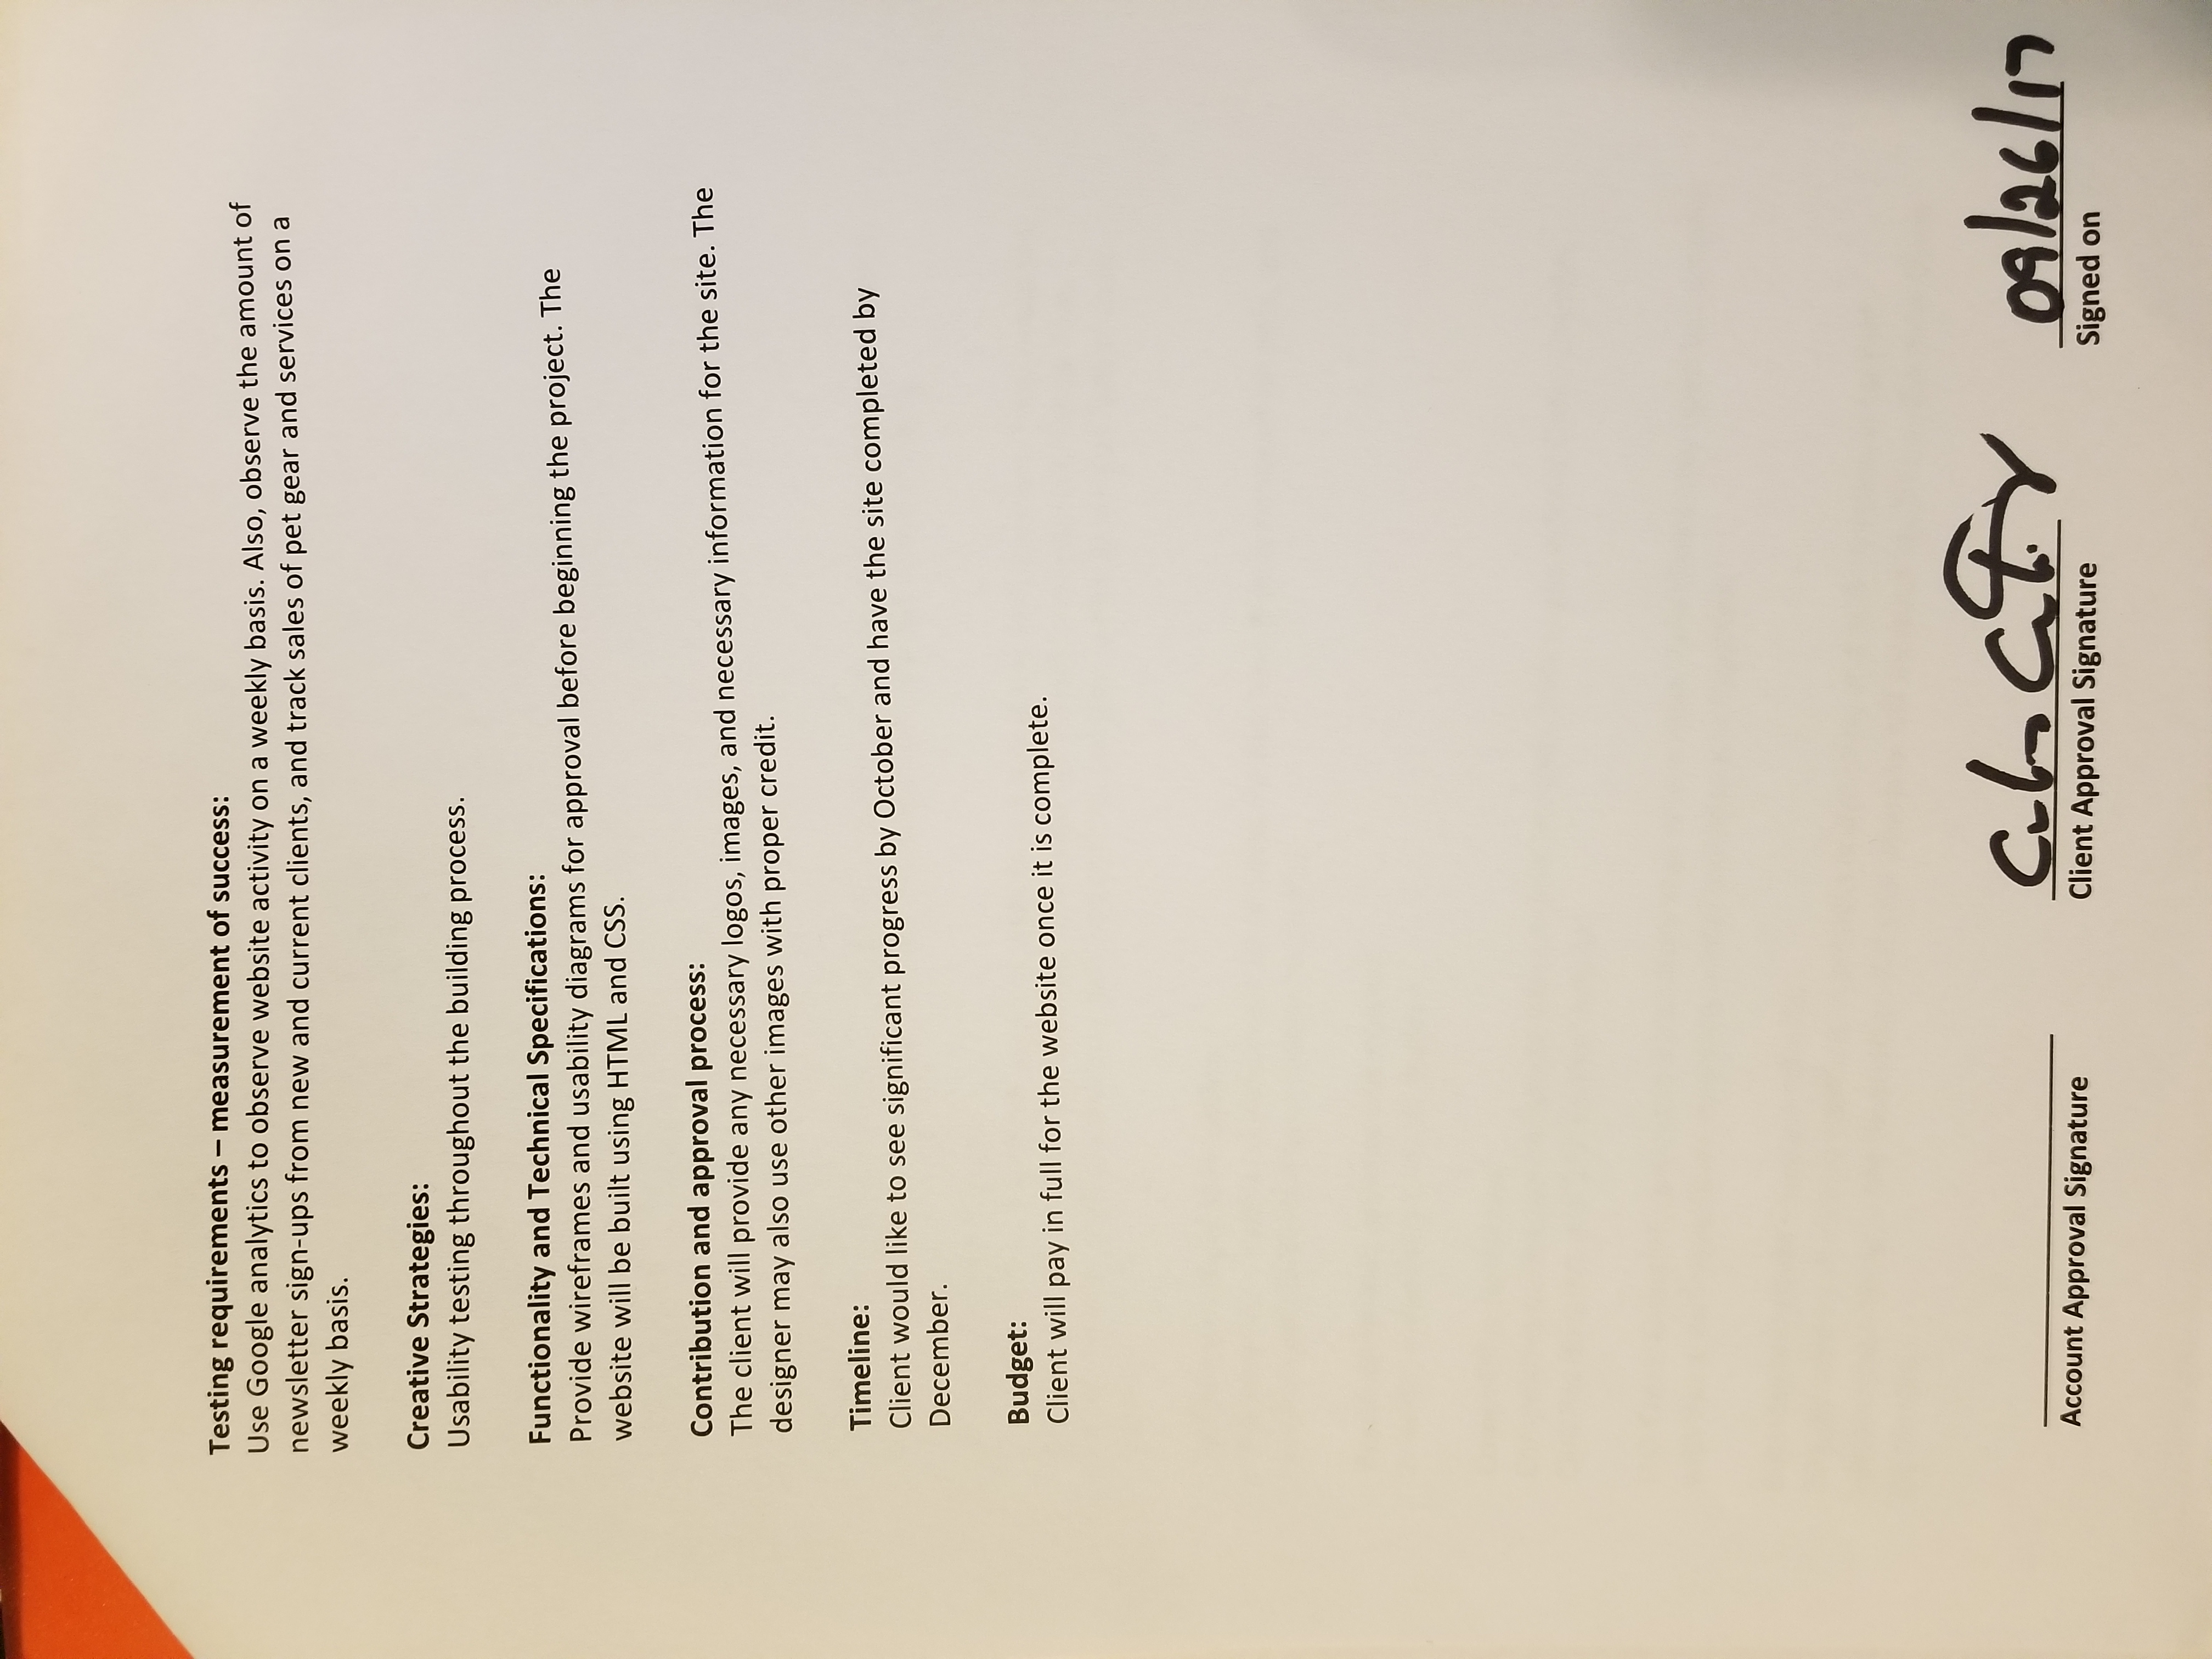 Testing requirements – measurement of success:
Use Google analytics to observe website activity on a weekly basis. Also, observe the amount of
newsletter sign-ups from new and current clients, and track sales of pet gear and services on a
weekly basis.
Creative Strategies:
Usability testing throughout the building process.
Functionality and Technical Specifications:
Provide wireframes and usability diagrams for approval before beginning the project. The
website will be built using HTML and CSS.
Contribution and approval process:
The client will provide any necessary logos, images, and necessary information for the site. The
designer may also use other images with proper credit.
Timeline:
Client would like to see significant progress by October and have the site completed by
December.
Budget:
Client will pay in full for the website once it is complete.
09/26/17
Account Approval Signature
Client Approval Signature
Signed on